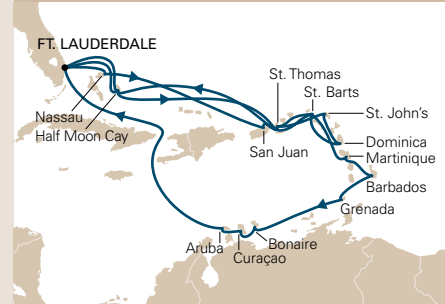 FT. LAUDERDALE
St. Thomas
St. Barts
St. John's
Nassau
Half Moon Cay
San Juan
Dominica
Martinique
Barbados
Grenada
Bonaire
Aruba
Curaçao